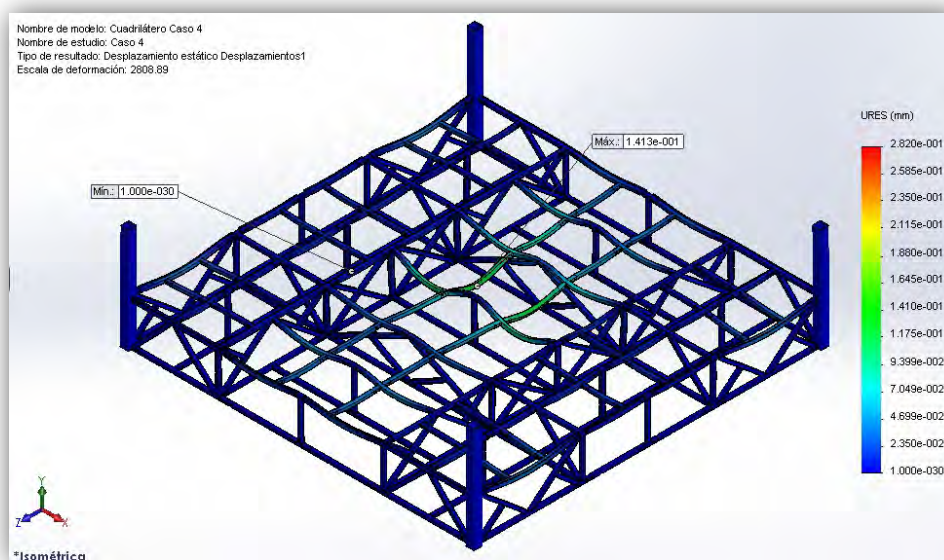 Nombre de modelo: Cuadrilátero Caso 4
Nombre de estudio: Caso 4
Tipo de resultado: Desplazamiento estático Desplazamientos1
Escala de deformación: 2808.89
Máx.: 1.413e-001
Mín.: 1.000e-030
URES (mm)
2.820e-001
2.585e-001
2.350e-001
2.115e-001
1.880e-001
1.645e-001
1.410e-001
1.175e-001
9.399e-002
7.049e-002
4.699e-002
2.350e-002
1.000e-030
Y
Z
X
*Isométrica